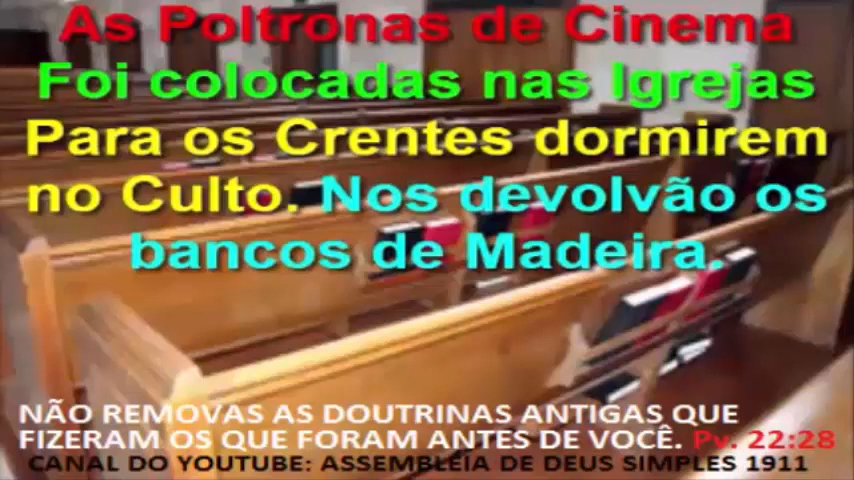 As Poltronas de Cinema
Foi colocadas nas Igrejas
Para os Crentes dormirem
no Culto. Nos devolvão os
bancos de Madeira.
NÃO REMOVAS AS DOUTRINAS ANTIGAS QUE
FIZERAM OS QUE FORAM ANTES DE VOCÊ. Pv. 22:28
CANAL DO YOUTUBE: ASSEMBLEIA DE DEUS SIMPLES 1911